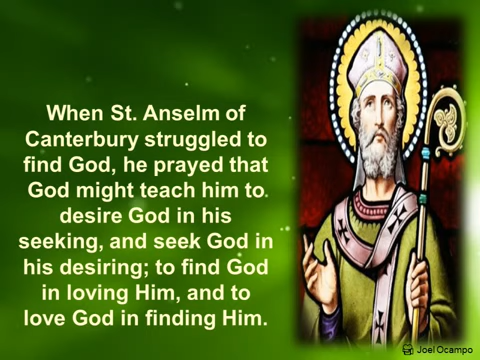 When St. Anselm of
Canterbury struggled to
find God, he prayed that
God might teach him to
desire God in his
seeking, and seek God in
his desiring; to find God
in loving Him, and to
love God in finding Him.
Joel Ocampo